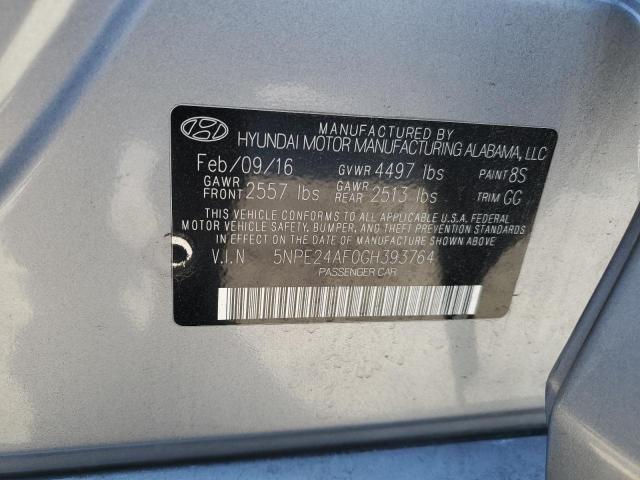 MANUFACTURED BY
HYUNDAI MOTOR MANUFACTURING ALABAMA, LLC
Feb/09/16 GVWR 4497 lbs PAINT 8S
GAWR FRONT 2557 lbs GAWR REAR 2513 lbs TRIM GG
THIS VEHICLE CONFORMS TO ALL APPLICABLE U.S.A. FEDERAL
MOTOR VEHICLE SAFETY, BUMPER, AND THEFT PREVENTION
STANDARDS IN EFFECT ON THE DATE OF MANUFACTURE SHOWN ABOVE.
V.I.N 5NPE24AF0GH393764
PASSENGER CAR